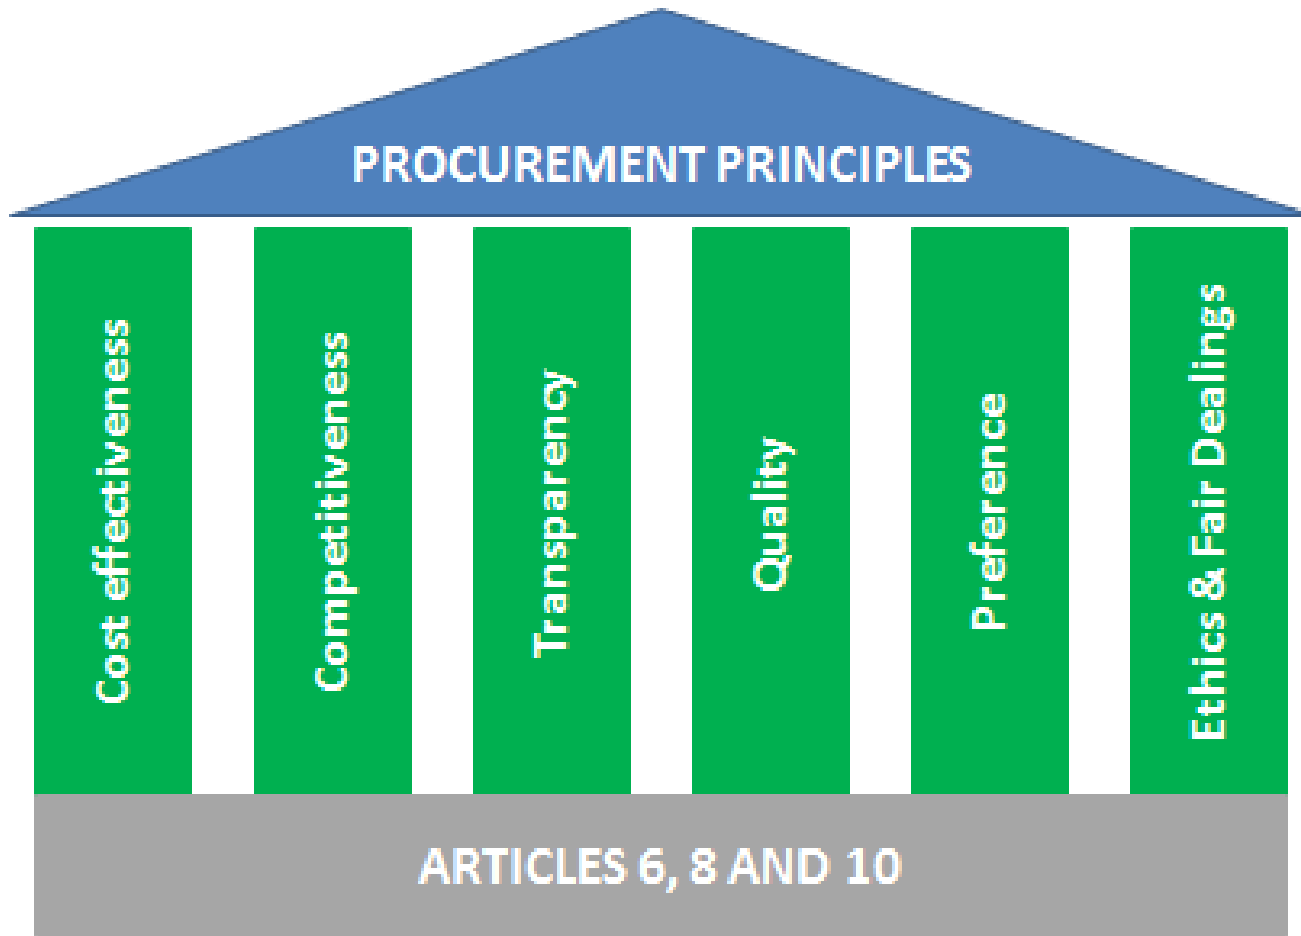 PROCUREMENT PRINCIPLES
Cost effectiveness
Competitiveness
Transparency
Quality
Preference
Ethics & Fair Dealings
ARTICLES 6, 8 AND 10